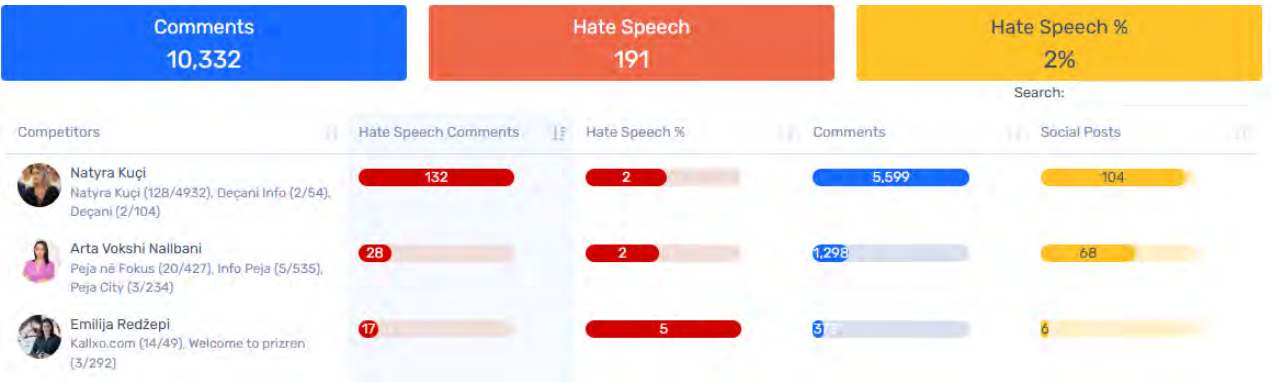 Comments Hate Speech Hate Speech %
10,332 191 2%
Search:
Competitors Hate Speech Comments Hate Speech % Comments Social Posts
Natyra Kuçi
Natyra Kuçi (128/4932), Deçani Info (2/54),
Deçani (2/104)
132 2 5,599 104
Arta Vokshi Nallbani
Peja në Fokus (20/427), Info Peja (5/535),
Peja City (3/234)
28 2 1,298 68
Emilija Redžepi
Kallxo.com (14/49), Welcome to prizren
(3/292)
17 5 6